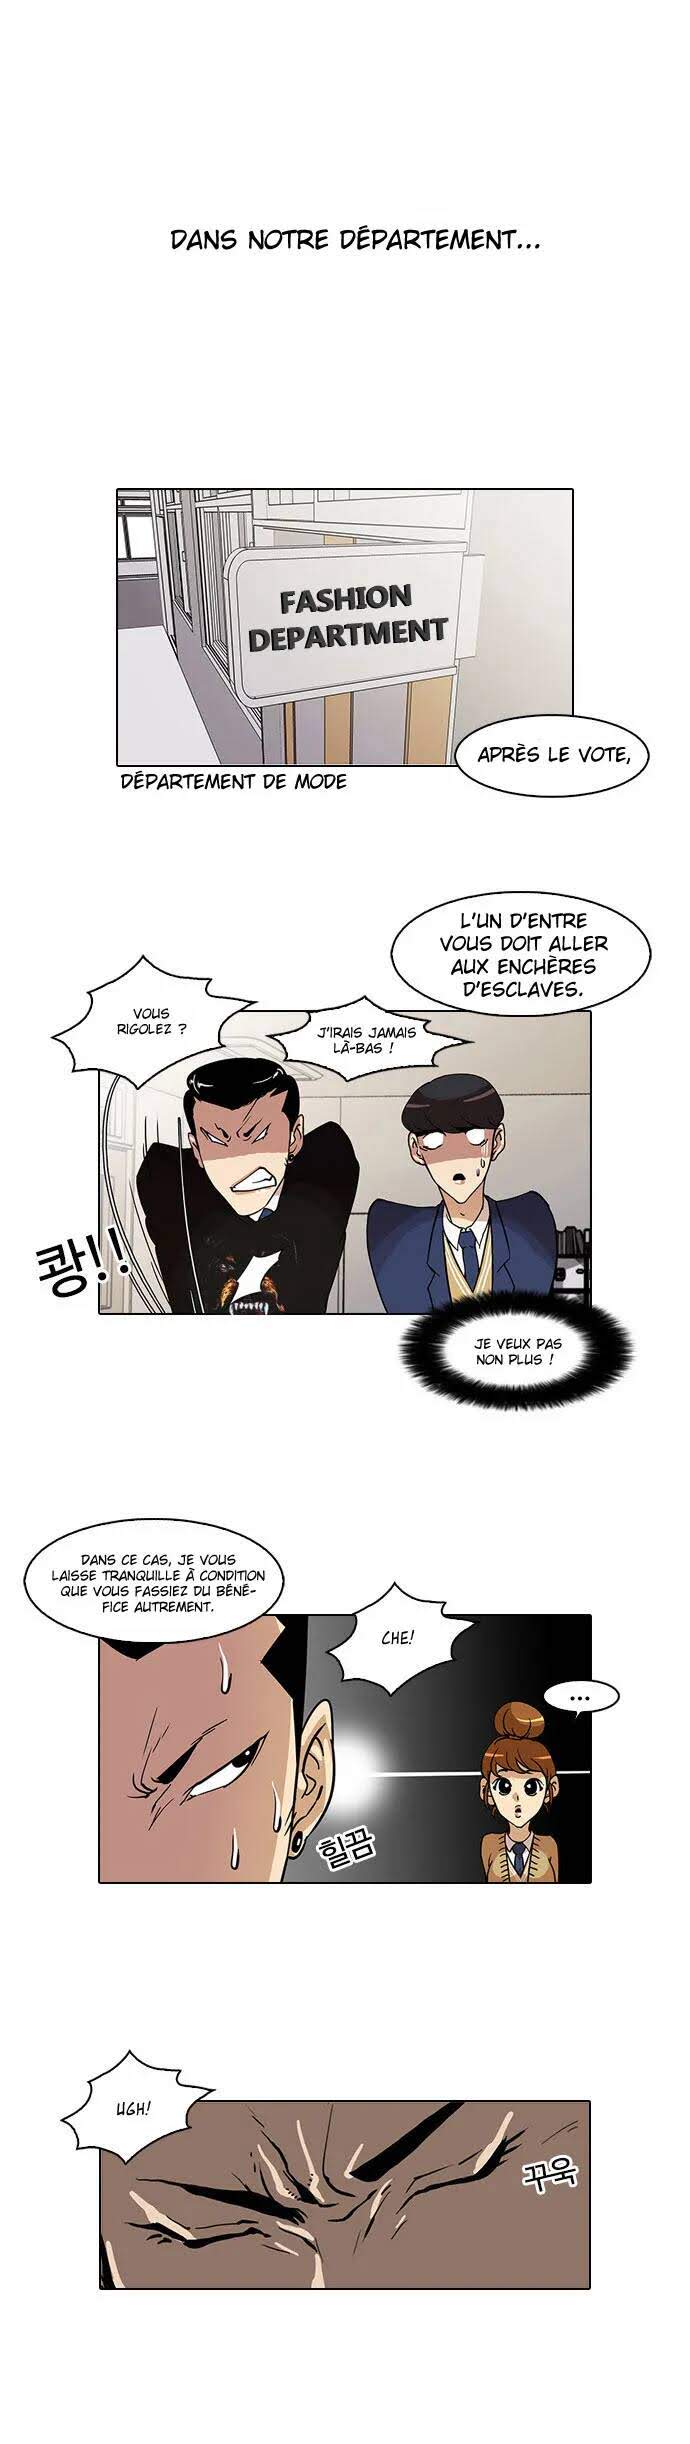 DANS NOTRE DÉPARTEMENT...
FASHION
DEPARTMENT
APRÈS LE VOTE,
DÉPARTEMENT DE MODE
L'UN D'ENTRE
VOUS DOIT ALLER
AUX ENCHÈRES
D'ESCLAVES.
VOUS
RIGOLEZ ?
J'IRAIS JAMAIS
LÀ-BAS !
쾅!!
JE VEUX PAS
NON PLUS !
DANS CE CAS, JE VOUS
LAISSE TRANQUILLE À CONDITION
QUE VOUS FASSIEZ DU BÉNÉ-
FICE AUTREMENT.
CHE!
...
힐끔
UGH!
꾸욱